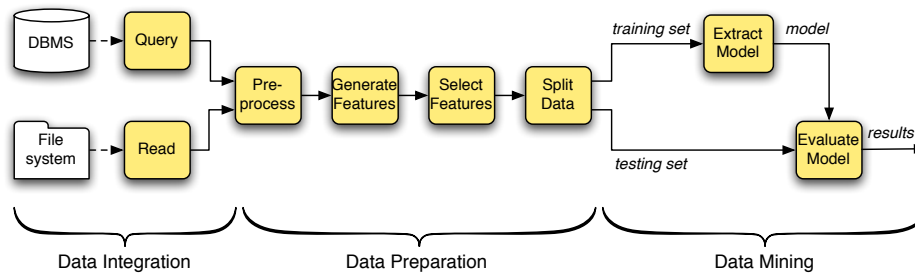 DBMS
Query
File
system
Read
Pre-
process
Generate
Features
Select
Features
Split
Data
training set
Extract
Model
model
testing set
Evaluate
Model
results
Data Integration
Data Preparation
Data Mining